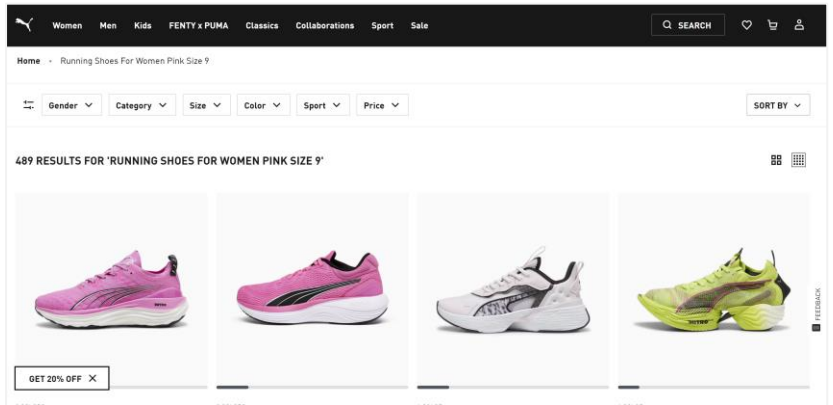 Women Men Kids FENTY x PUMA Classics Collaborations Sport Sale SEARCH
Home Running Shoes For Women Pink Size 9
Gender Category Size Color Sport Price SORT BY
489 RESULTS FOR 'RUNNING SHOES FOR WOMEN PINK SIZE 9'
FEEDBACK
GET 20% OFF X